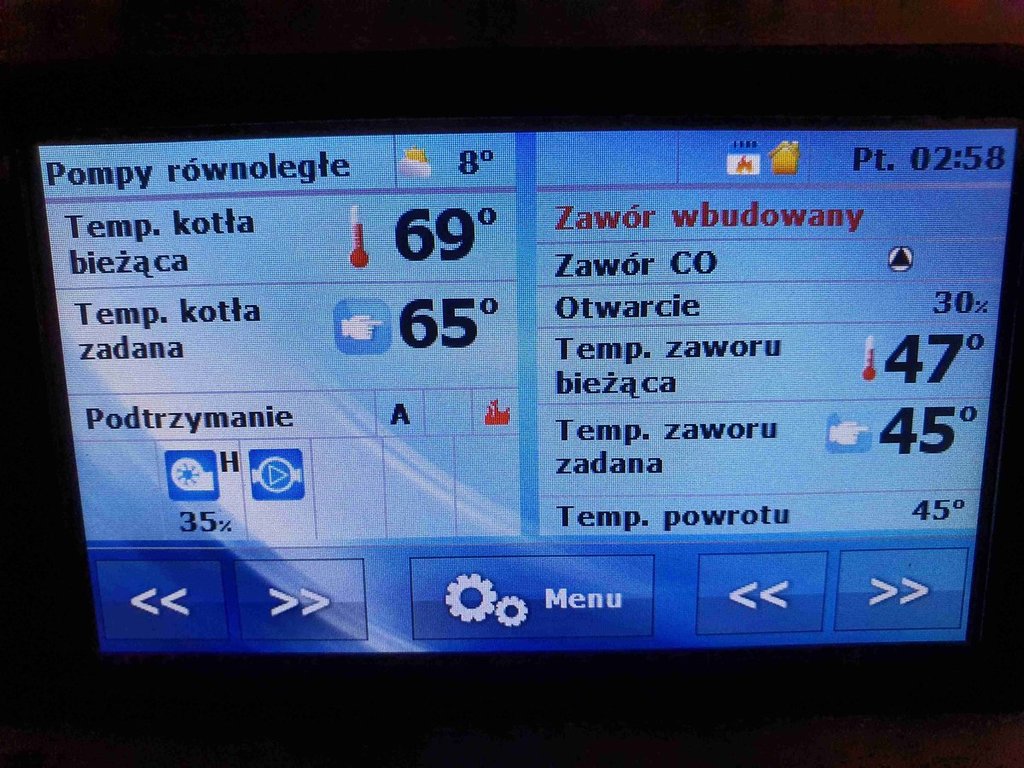 Pompy równoległe 8°
Pt. 02:58
Temp. kotła
bieżąca
69°
Temp. kotła
zadana
65°
Podtrzymanie A
H
35%
Zawór wbudowany
Zawór CO
Otwarcie 30%
Temp. zaworu
bieżąca
47°
Temp. zaworu
zadana
45°
Temp. powrotu 45°
<< >> Menu << >>